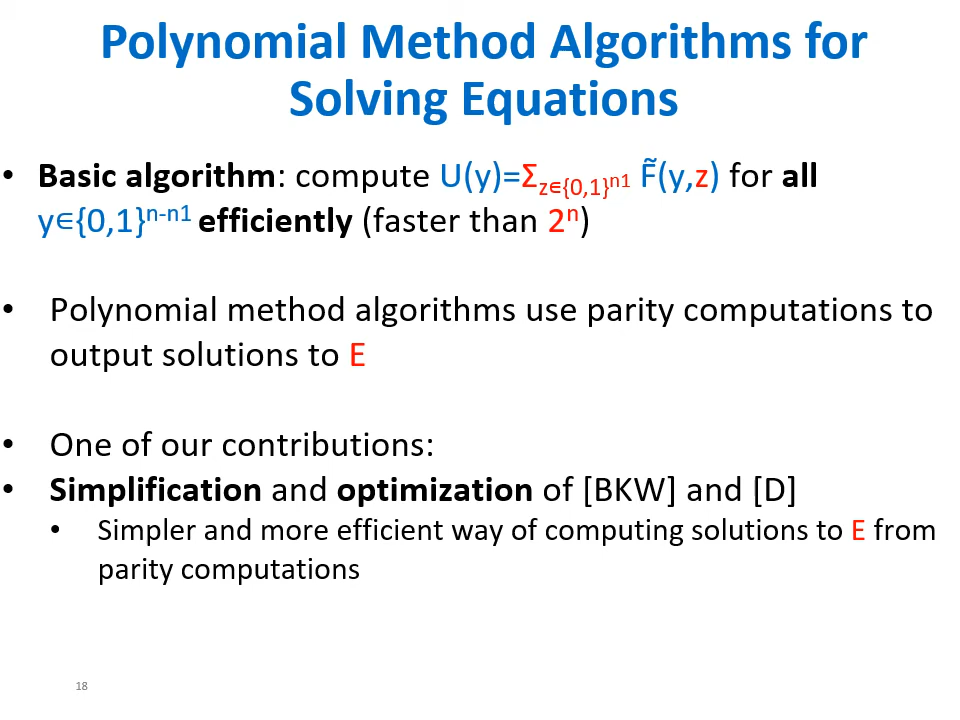 Polynomial Method Algorithms for
Solving Equations
• Basic algorithm: compute U(y)=Σz∈{0,1}n1 F̃(y,z) for all
y∈{0,1}n-n1 efficiently (faster than 2n)
• Polynomial method algorithms use parity computations to
output solutions to E
• One of our contributions:
• Simplification and optimization of [BKW] and [D]
• Simpler and more efficient way of computing solutions to E from
parity computations
18